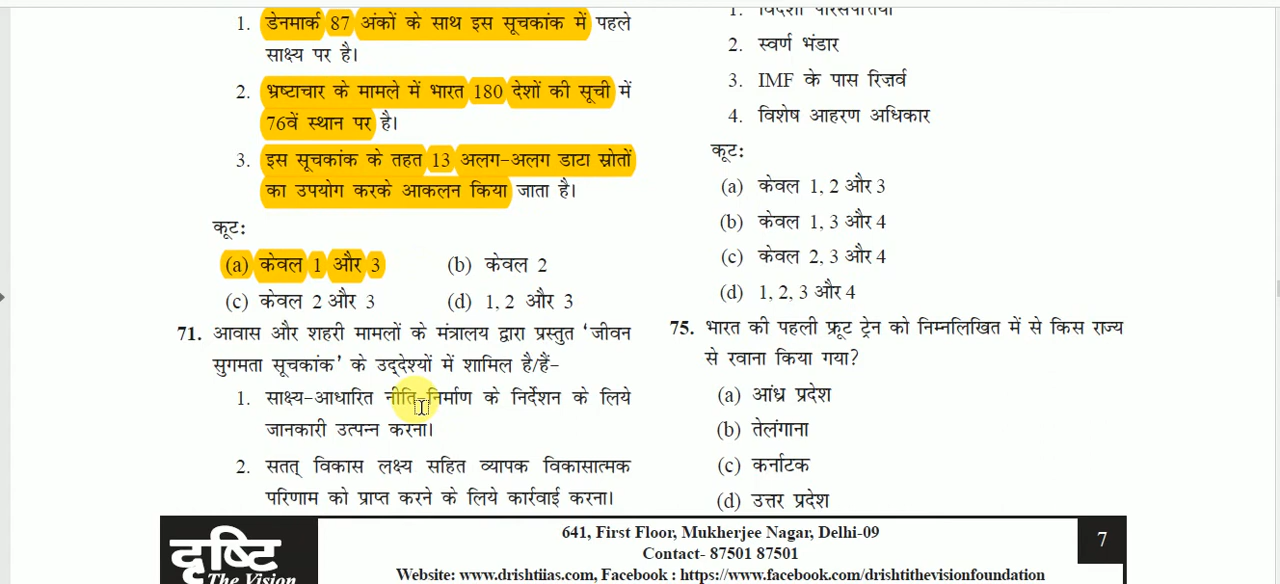 1. डेनमार्क 87 अंकों के साथ इस सूचकांक में पहले
साक्ष्य पर है।
2. भ्रष्टाचार के मामले में भारत 180 देशों की सूची में
76वें स्थान पर है।
3. इस सूचकांक के तहत 13 अलग-अलग डाटा स्रोतों
का उपयोग करके आकलन किया जाता है।
कूट:
(a) केवल 1 और 3 (b) केवल 2
(c) केवल 2 और 3 (d) 1, 2 और 3
71. आवास और शहरी मामलों के मंत्रालय द्वारा प्रस्तुत ‘जीवन
सुगमता सूचकांक’ के उद्देश्यों में शामिल है/हैं-
1. साक्ष्य-आधारित नीति-निर्माण के निर्देशन के लिये
जानकारी उत्पन्न करना।
2. सतत् विकास लक्ष्य सहित व्यापक विकासात्मक
परिणाम को प्राप्त करने के लिये कार्रवाई करना।
1. विदेशी परिसंपत्तियाँ
2. स्वर्ण भंडार
3. IMF के पास रिज़र्व
4. विशेष आहरण अधिकार
कूट:
(a) केवल 1, 2 और 3
(b) केवल 1, 3 और 4
(c) केवल 2, 3 और 4
(d) 1, 2, 3 और 4
75. भारत की पहली फ्रूट ट्रेन को निम्नलिखित में से किस राज्य
से रवाना किया गया?
(a) आंध्र प्रदेश
(b) तेलंगाना
(c) कर्नाटक
(d) उत्तर प्रदेश
दृष्टि
The Vision
641, First Floor, Mukherjee Nagar, Delhi-09
Contact- 87501 87501
Website: www.drishtiias.com, Facebook : https://www.facebook.com/drishtithevisionfoundation
7